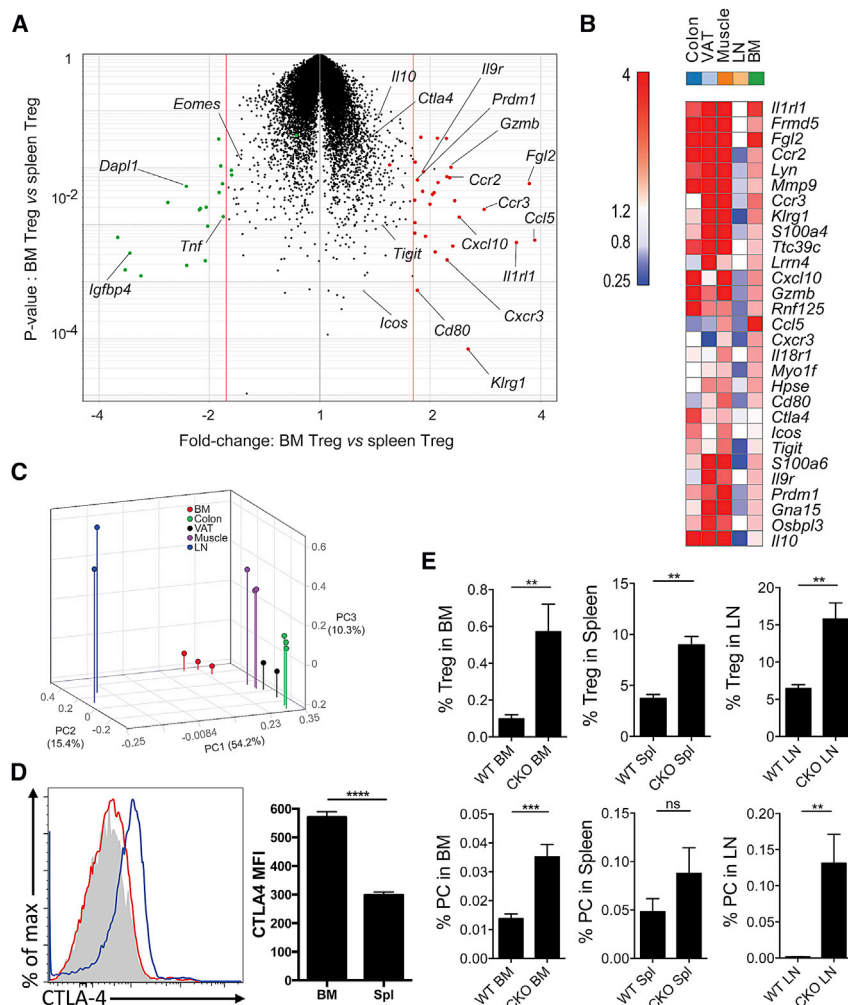 A
P-value : BM Treg vs spleen Treg
1
10-2
10-4
Il10
Il9r
Ctla4
Prdm1
Gzmb
Eomes
Dapl1
Ccr2
Fgl2
Ccr3
Ccl5
Tnf
Tigit
Cxcl10
Igfbp4
Il1rl1
Icos
Cd80
Cxcr3
Klrg1
-4 -2 1 2 4
Fold-change: BM Treg vs spleen Treg
B
Colon
VAT
Muscle
LN
BM
4
1.2
0.8
0.25
Il1rl1
Frmd5
Fgl2
Ccr2
Lyn
Mmp9
Ccr3
Klrg1
S100a4
Ttc39c
Lrrn4
Cxcl10
Gzmb
Rnf125
Ccl5
Cxcr3
Il18r1
Myo1f
Hpse
Cd80
Ctla4
Icos
Tigit
S100a6
Il9r
Prdm1
Gna15
Osbpl3
Il10
C
BM
Colon
VAT
Muscle
LN
0.6
0.4
0.2
0
0.2
PC3
(10.3%)
0.4
0.2
0
-0.2
PC2
(15.4%)
-0.25
-0.0084
0.23
0.35
PC1 (54.2%)
D
% of max
CTLA-4
CTLA4 MFI
600
500
400
300
200
100
0
****
BM Spl
E
% Treg in BM
0.8
0.6
0.4
0.2
0.0
**
WT BM
CKO BM
% Treg in Spleen
15
10
5
0
**
WT Spl
CKO Spl
% Treg in LN
20
15
10
5
0
**
WT LN
CKO LN
% PC in BM
0.05
0.04
0.03
0.02
0.01
0.00
***
WT BM
CKO BM
% PC in Spleen
0.15
0.10
0.05
0.00
ns
WT Spl
CKO Spl
% PC in LN
0.20
0.15
0.10
0.05
0.00
**
WT LN
CKO LN